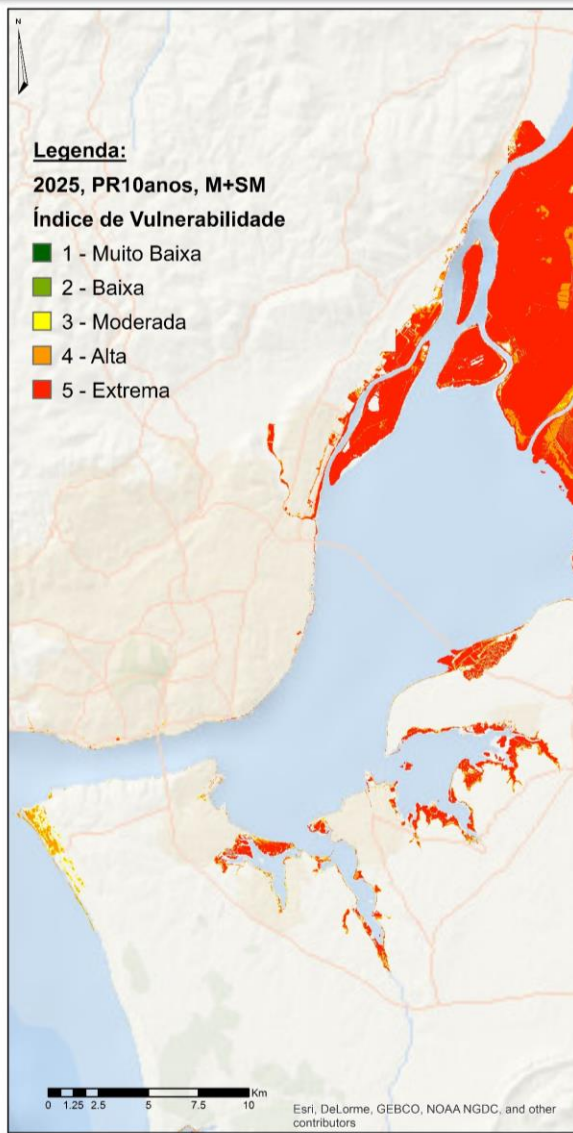 N
Legenda:
2025, PR10anos, M+SM
Índice de Vulnerabilidade
1 - Muito Baixa
2 - Baixa
3 - Moderada
4 - Alta
5 - Extrema
Km
0 1.25 2.5 5 7.5 10
Esri, DeLorme, GEBCO, NOAA NGDC, and other
contributors